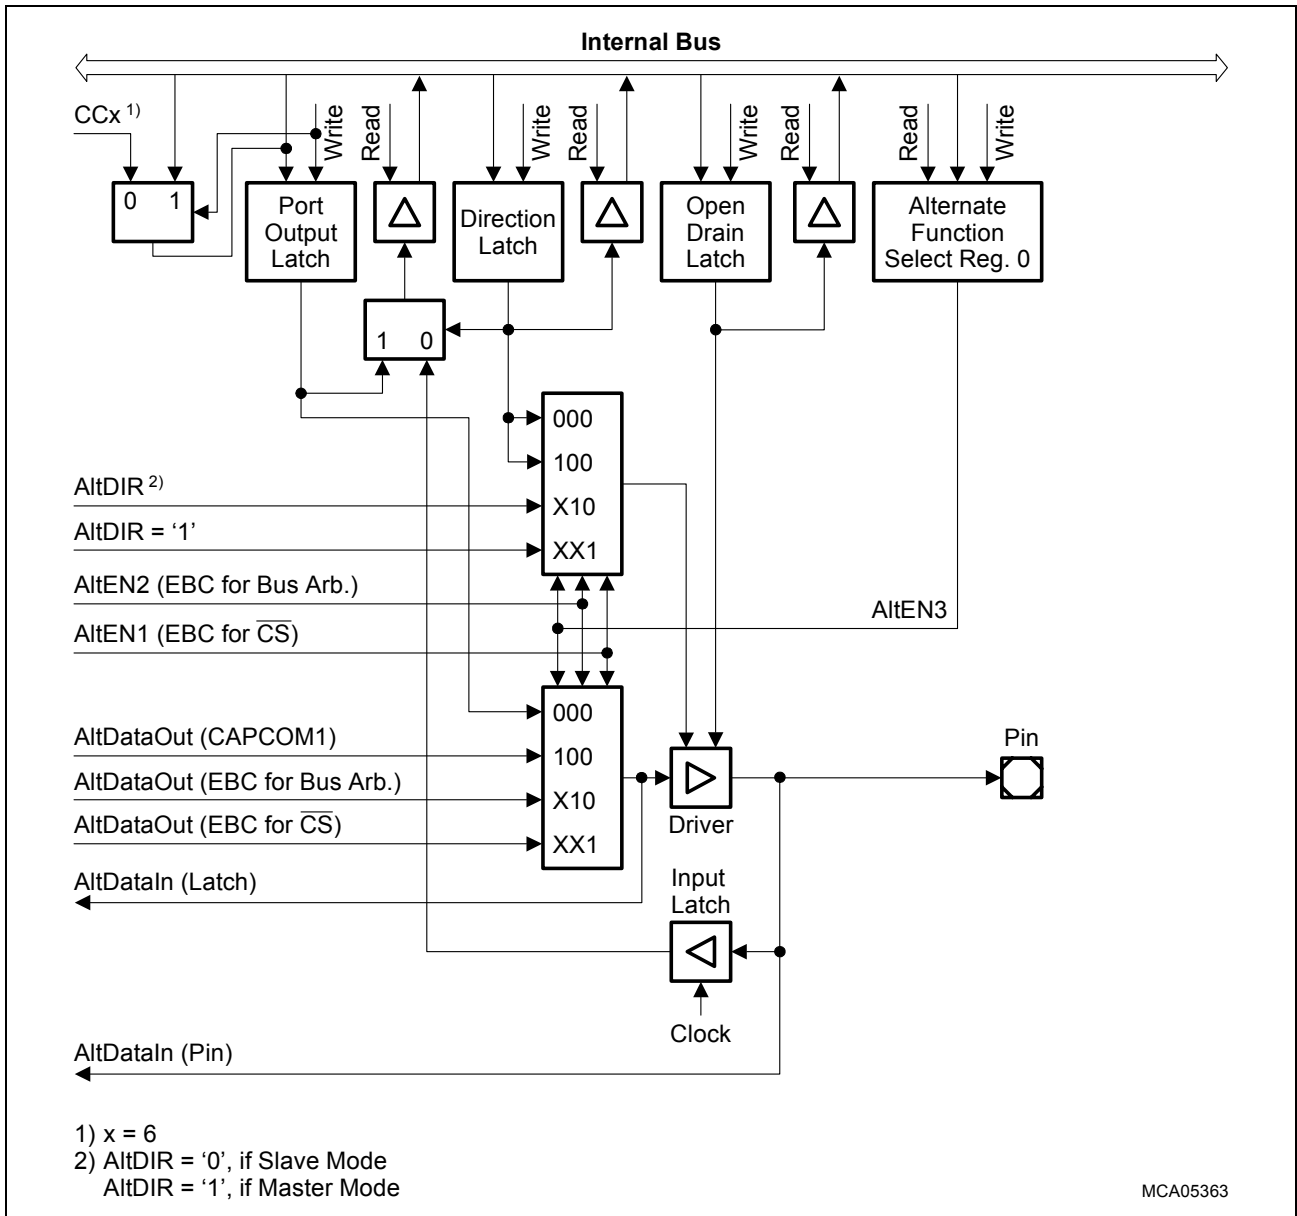 Internal Bus
CCx 1)
Write
Read
Write
Read
Write
Read
Read
Write
0 1
Port
Output
Latch
Direction
Latch
Open
Drain
Latch
Alternate
Function
Select Reg. 0
1 0
000
100
X10
XX1
AltDIR 2)
AltDIR = ‘1’
AltEN2 (EBC for Bus Arb.)
AltEN1 (EBC for C̅S̅)
AltEN3
000
100
X10
XX1
AltDataOut (CAPCOM1)
AltDataOut (EBC for Bus Arb.)
AltDataOut (EBC for C̅S̅)
Driver
Pin
AltDataIn (Latch)
Input
Latch
Clock
AltDataIn (Pin)
1) x = 6
2) AltDIR = ‘0’, if Slave Mode
AltDIR = ‘1’, if Master Mode
MCA05363